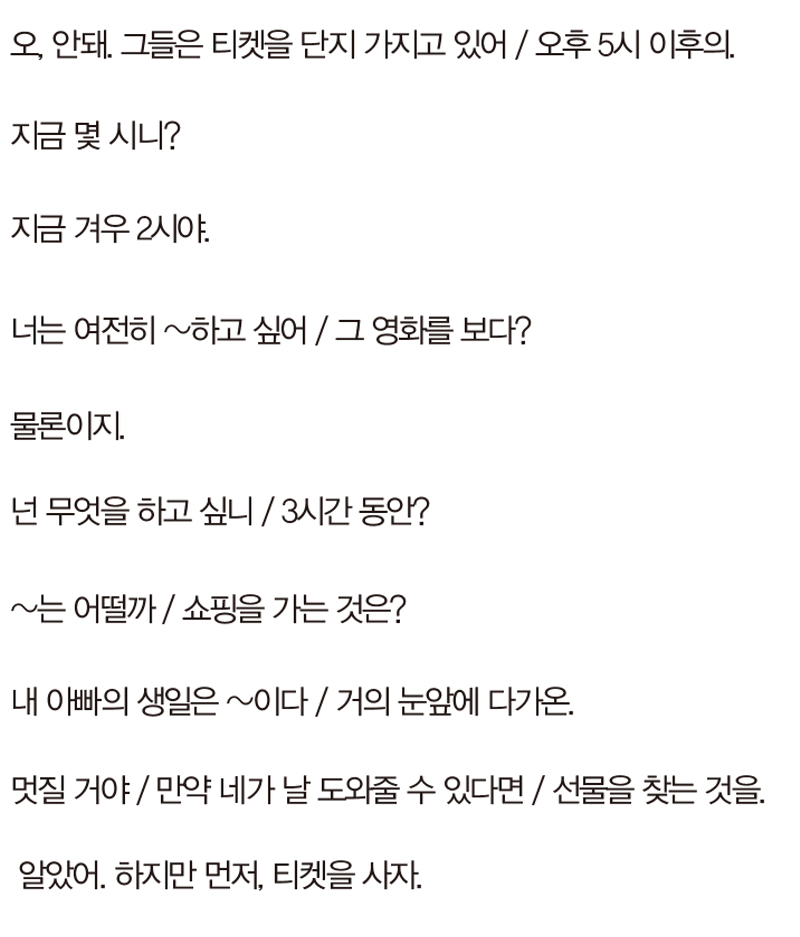 오, 안돼. 그들은 티켓을 단지 가지고 있어 / 오후 5시 이후의.
지금 몇 시니?
지금 겨우 2시야.
너는 여전히 ~하고 싶어 / 그 영화를 보다?
물론이지.
넌 무엇을 하고 싶니 / 3시간 동안?
~는 어떨까 / 쇼핑을 가는 것은?
내 아빠의 생일은 ~이다 / 거의 눈앞에 다가온.
멋질 거야 / 만약 네가 날 도와줄 수 있다면 / 선물을 찾는 것을.
알았어. 하지만 먼저, 티켓을 사자.